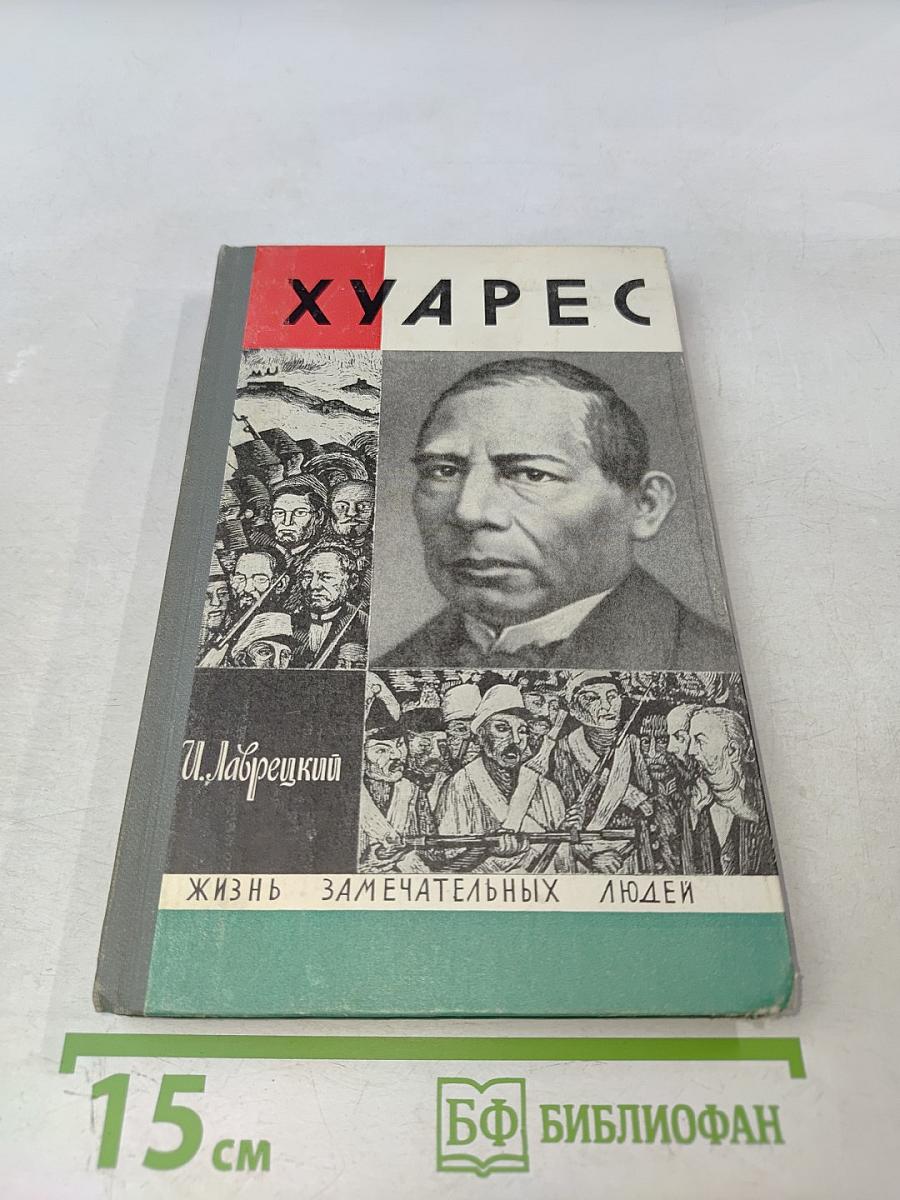 ХУАРЕС
И. Лаврецкий
ЖИЗНЬ ЗАМЕЧАТЕЛЬНЫХ ЛЮДЕЙ
15 см
БФ БИБЛИОФАН